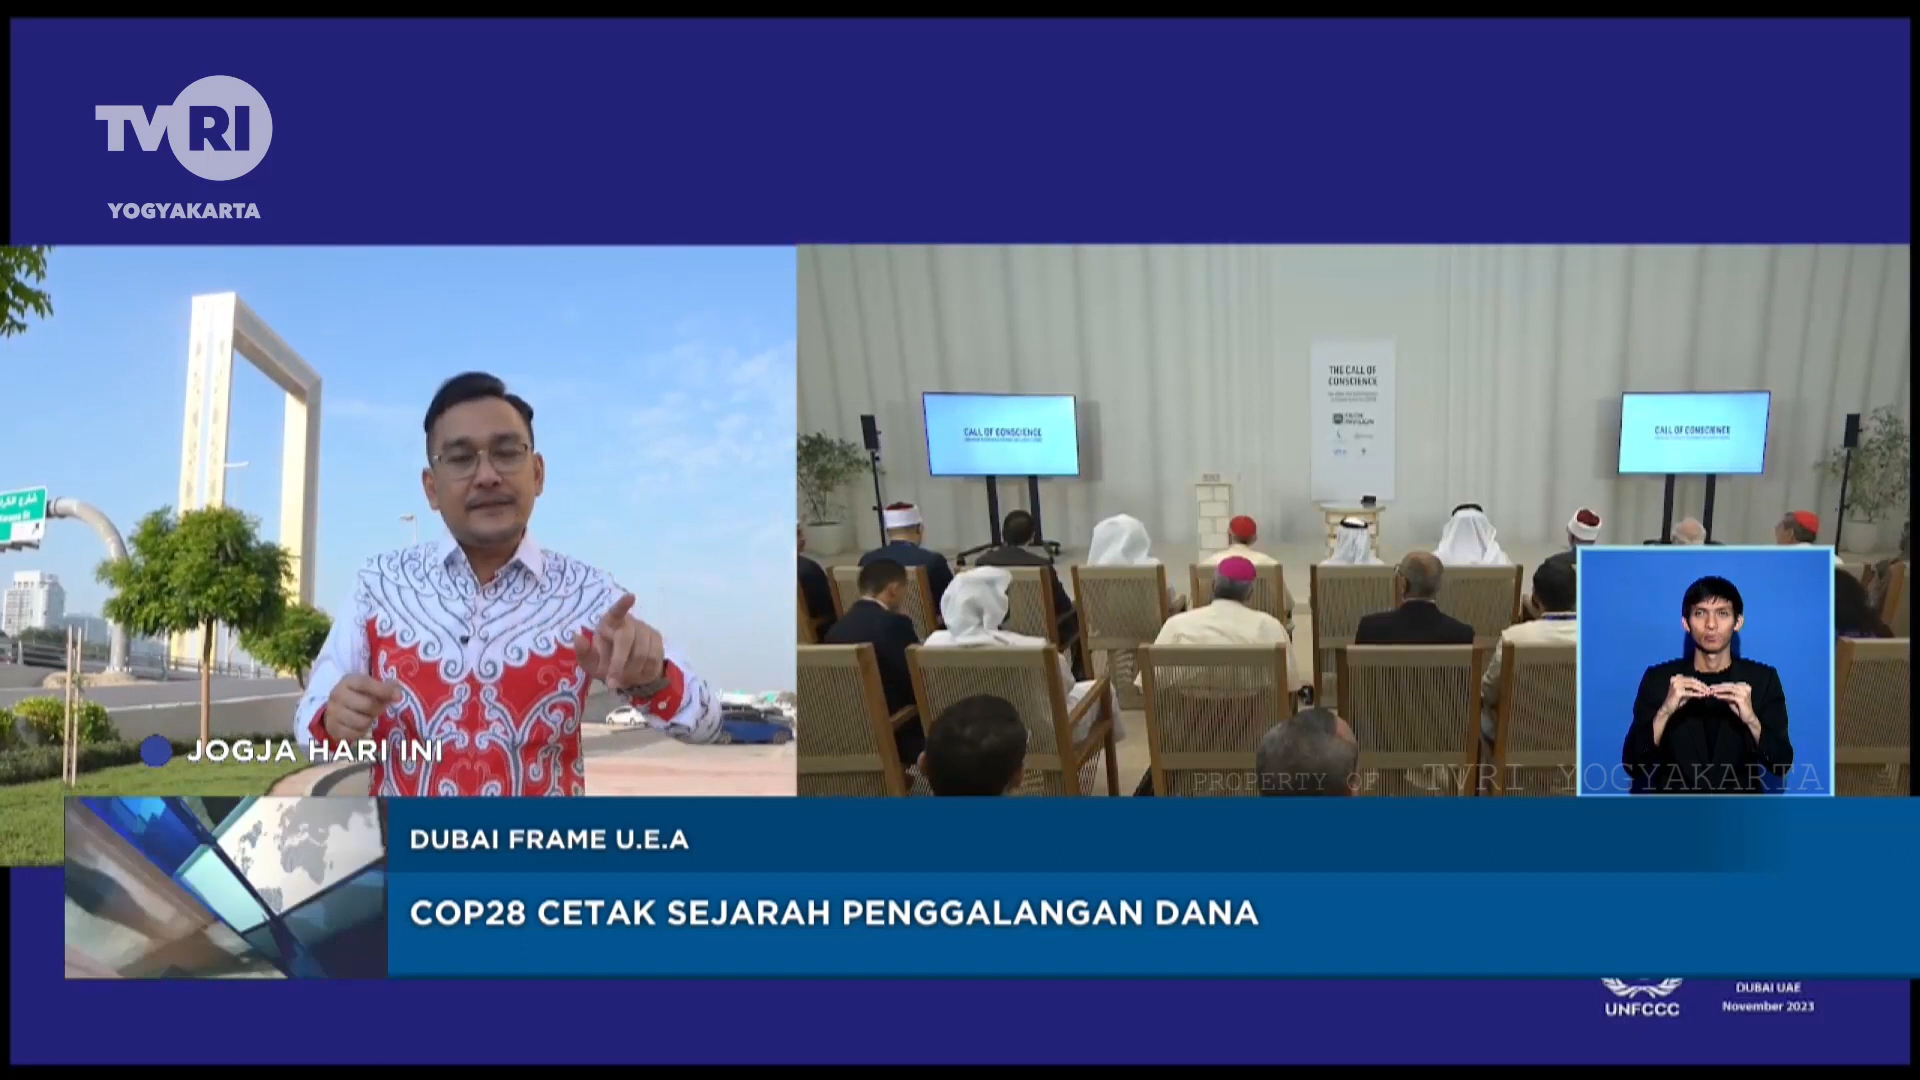 TVRI
YOGYAKARTA
THE CALL OF
CONSCIENCE
CALL OF CONSCIENCE
CALL OF CONSCIENCE
JOGJA HARI INI
PROPERTY OF TVRI YOGYAKARTA
DUBAI FRAME U.E.A
COP28 CETAK SEJARAH PENGGALANGAN DANA
UNFCCC
DUBAI UAE
November 2023